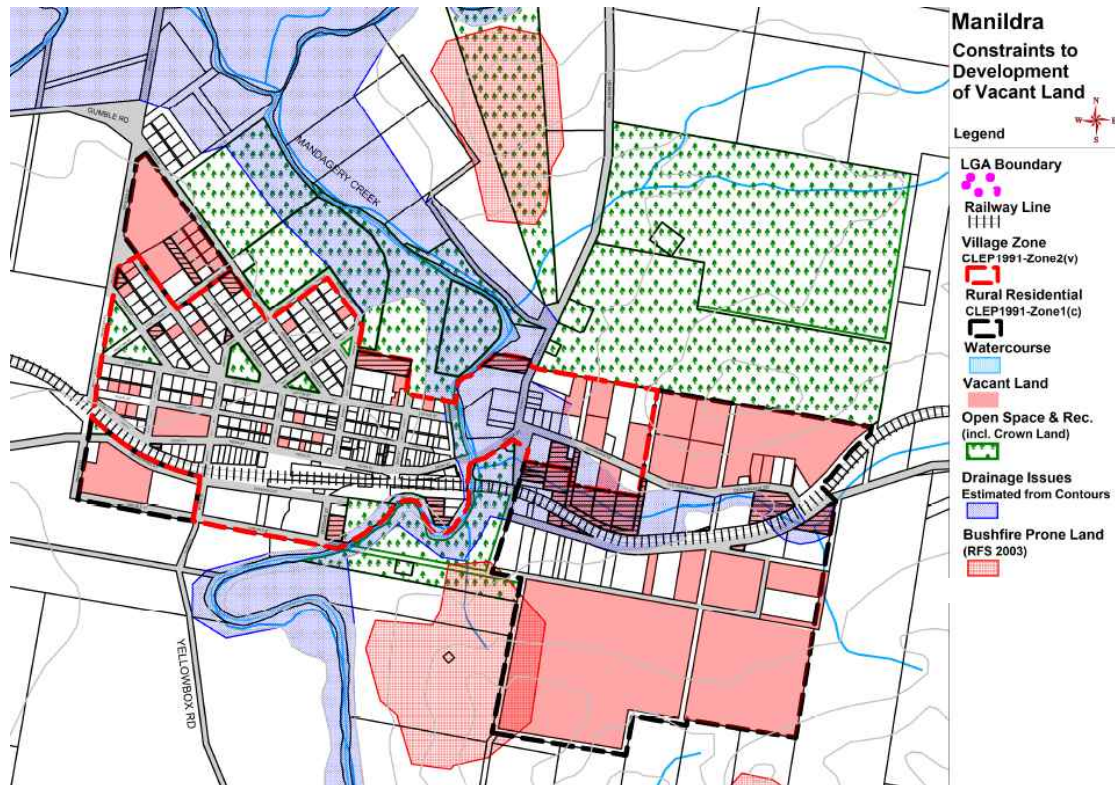 Manildra
Constraints to
Development
of Vacant Land
N
W
E
S
Legend
LGA Boundary
Railway Line
Village Zone
CLEP1991-Zone2(v)
Rural Residential
CLEP1991-Zone1(c)
Watercourse
Vacant Land
Open Space & Rec.
(incl. Crown Land)
Drainage Issues
Estimated from Contours
Bushfire Prone Land
(RFS 2003)
GUMBLE RD
MANDAGERY CREEK
YELLOWBOX RD